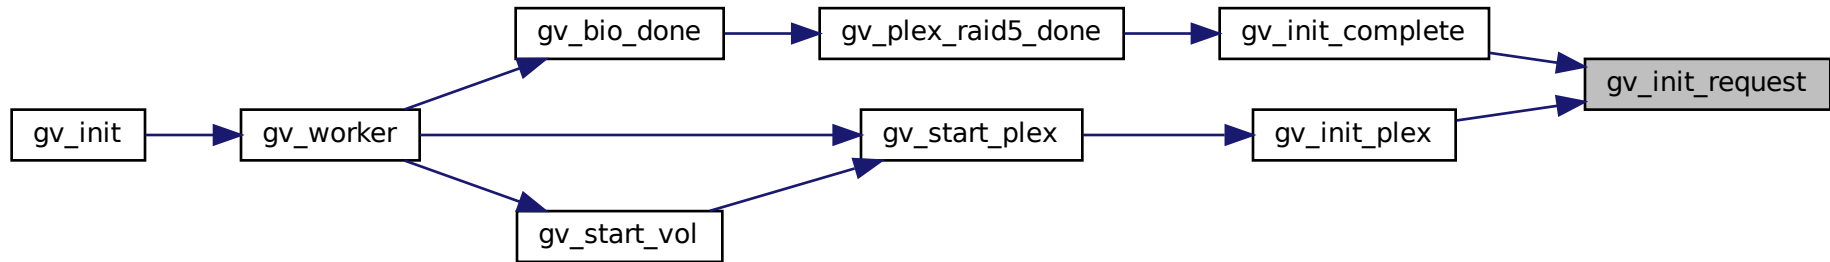 gv_bio_done
gv_plex_raid5_done
gv_init_complete
gv_init_request
gv_init
gv_worker
gv_start_plex
gv_init_plex
gv_start_vol